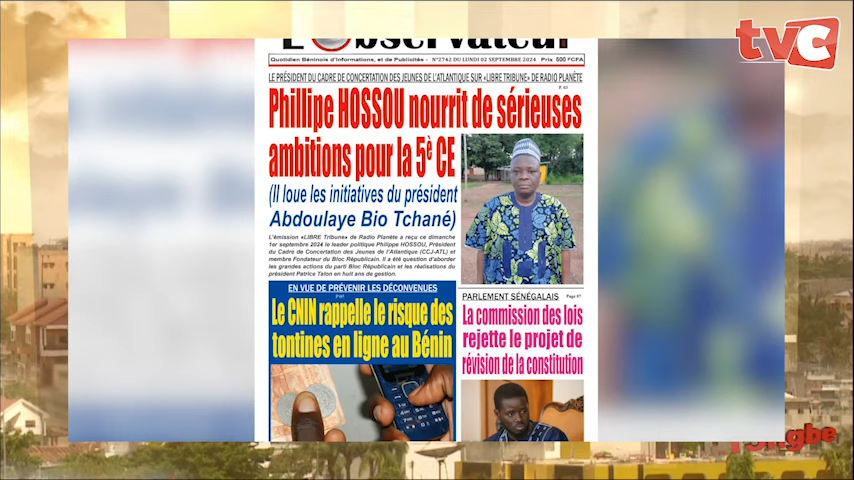 tvc
L'Observateur
Quotidien Béninois d'Informations, et de Publicités - N°2742 DU LUNDI 02 SEPTEMBRE 2024 Prix 500 FCFA
LE PRÉSIDENT DU CADRE DE CONCERTATION DES JEUNES DE L'ATLANTIQUE SUR «LIBRE TRIBUNE» DE RADIO PLANÈTE
P. 03
Phillipe HOSSOU nourrit de sérieuses
ambitions pour la 5è CE
(Il loue les initiatives du président
Abdoulaye Bio Tchané)
L'émission «LIBRE Tribune» de Radio Planète a reçu ce dimanche
1er septembre 2024 le leader politique Philippe HOSSOU, Président
du Cadre de Concertation des Jeunes de l'Atlantique (CCJ-ATL) et
membre Fondateur du Bloc Républicain. Il a été question d'aborder
les grandes actions du parti Bloc Républicain et les réalisations du
président Patrice Talon en huit ans de gestion.
EN VUE DE PRÉVENIR LES DÉCONVENUES
Le CNIN rappelle le risque des
tontines en ligne au Bénin
PARLEMENT SÉNÉGALAIS Page 07
La commission des lois
rejette le projet de
révision de la constitution